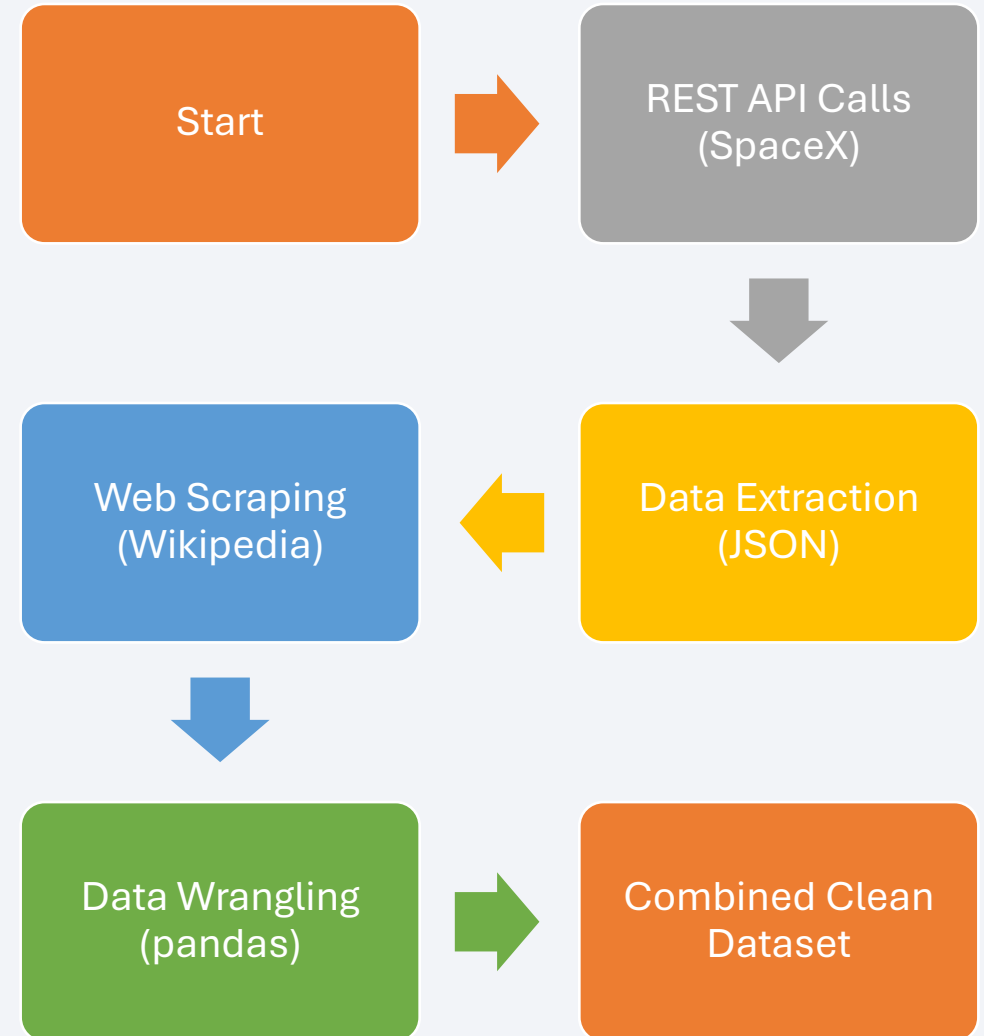 Start
REST API Calls
(SpaceX)
Data Extraction
(JSON)
Web Scraping
(Wikipedia)
Data Wrangling
(pandas)
Combined Clean
Dataset